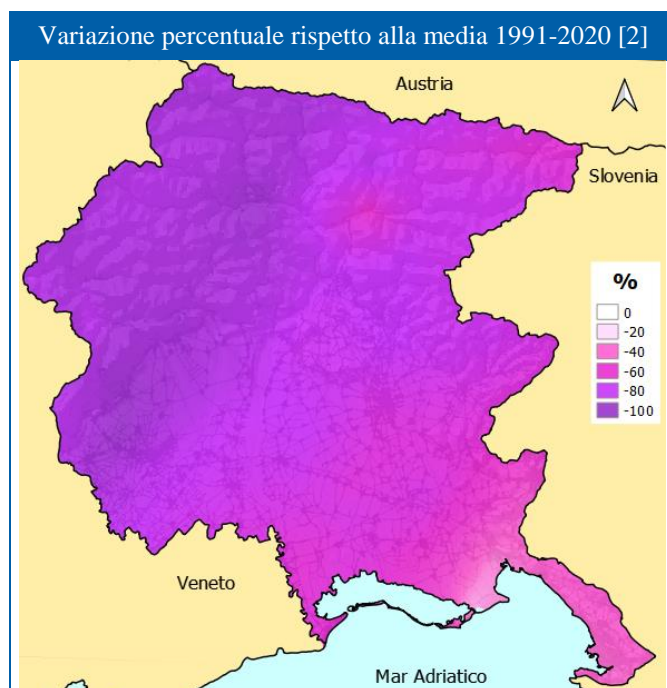 Variazione percentuale rispetto alla media 1991-2020 [2]
Austria
Slovenia
%
0
-20
-40
-60
-80
-100
Veneto
Mar Adriatico